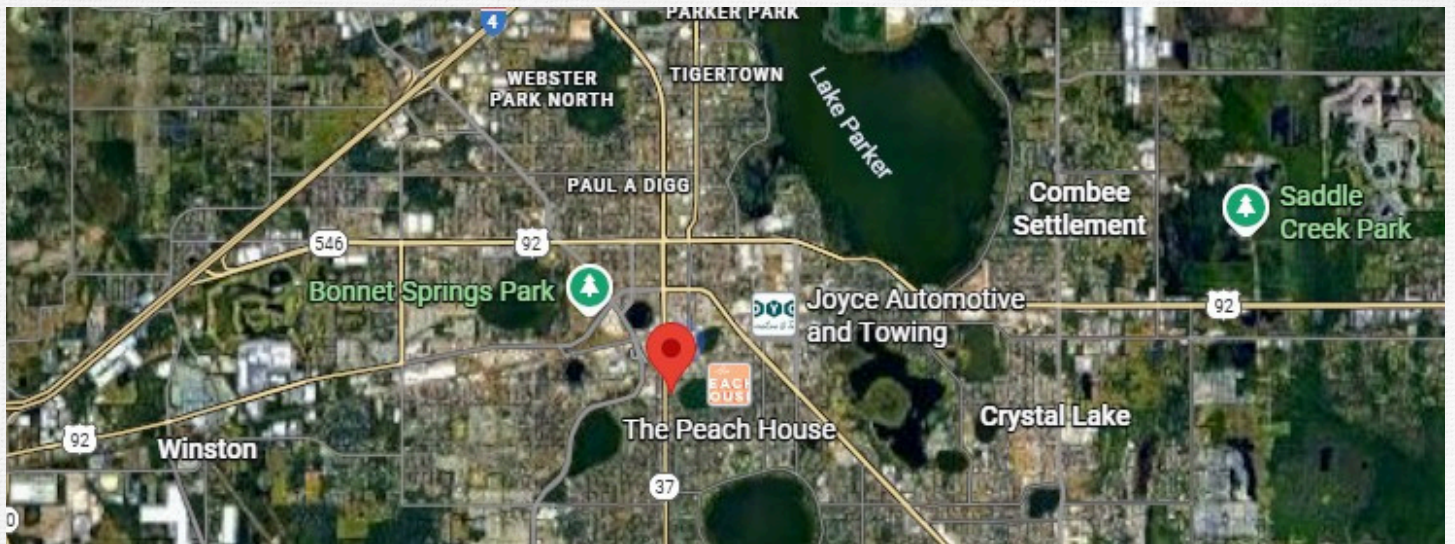 4
PARKER PARK
WEBSTER
PARK NORTH
TIGERTOWN
Lake Parker
PAUL A DIGG
Combee
Settlement
Saddle
Creek Park
546
92
Bonnet Springs Park
Joyce Automotive
and Towing
92
The Peach House
Crystal Lake
92
Winston
37
0